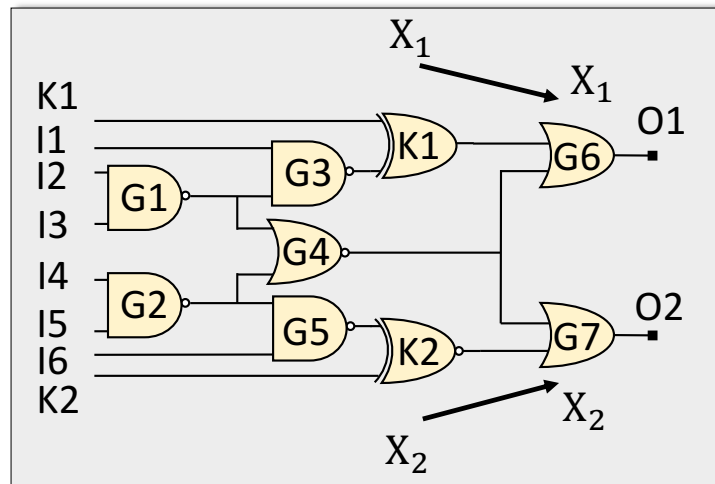 X₁
X₁
K1
O1
I1
K1
G6
G3
I2
G1
I3
G4
I4
G2
O2
I5
G5
G7
I6
K2
K2
X₂
X₂